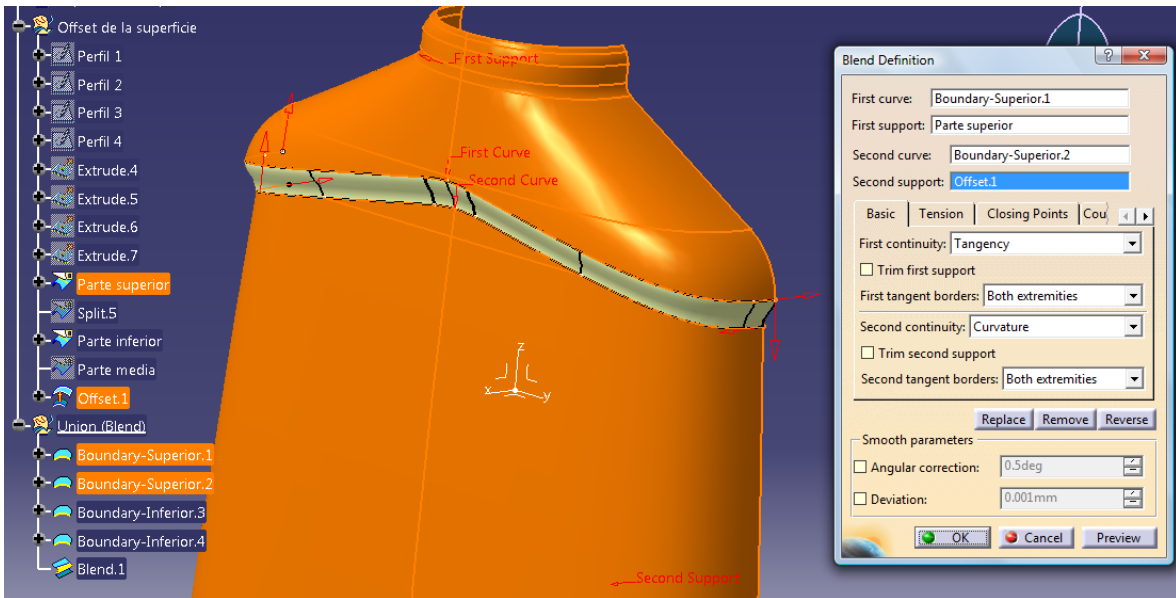 Offset de la superficie
Perfil 1
Perfil 2
Perfil 3
Perfil 4
Extrude.4
Extrude.5
Extrude.6
Extrude.7
Parte superior
Split.5
Parte inferior
Parte media
Offset.1
Union (Blend)
Boundary-Superior.1
Boundary-Superior.2
Boundary-Inferior.3
Boundary-Inferior.4
Blend.1
First Support
First Curve
Second Curve
z
x
y
Second Support
Blend Definition
First curve: Boundary-Superior.1
First support: Parte superior
Second curve: Boundary-Superior.2
Second support: Offset.1
Basic Tension Closing Points Cou
First continuity: Tangency
Trim first support
First tangent borders: Both extremities
Second continuity: Curvature
Trim second support
Second tangent borders: Both extremities
Replace Remove Reverse
Smooth parameters
Angular correction: 0.5deg
Deviation: 0.001mm
OK Cancel Preview